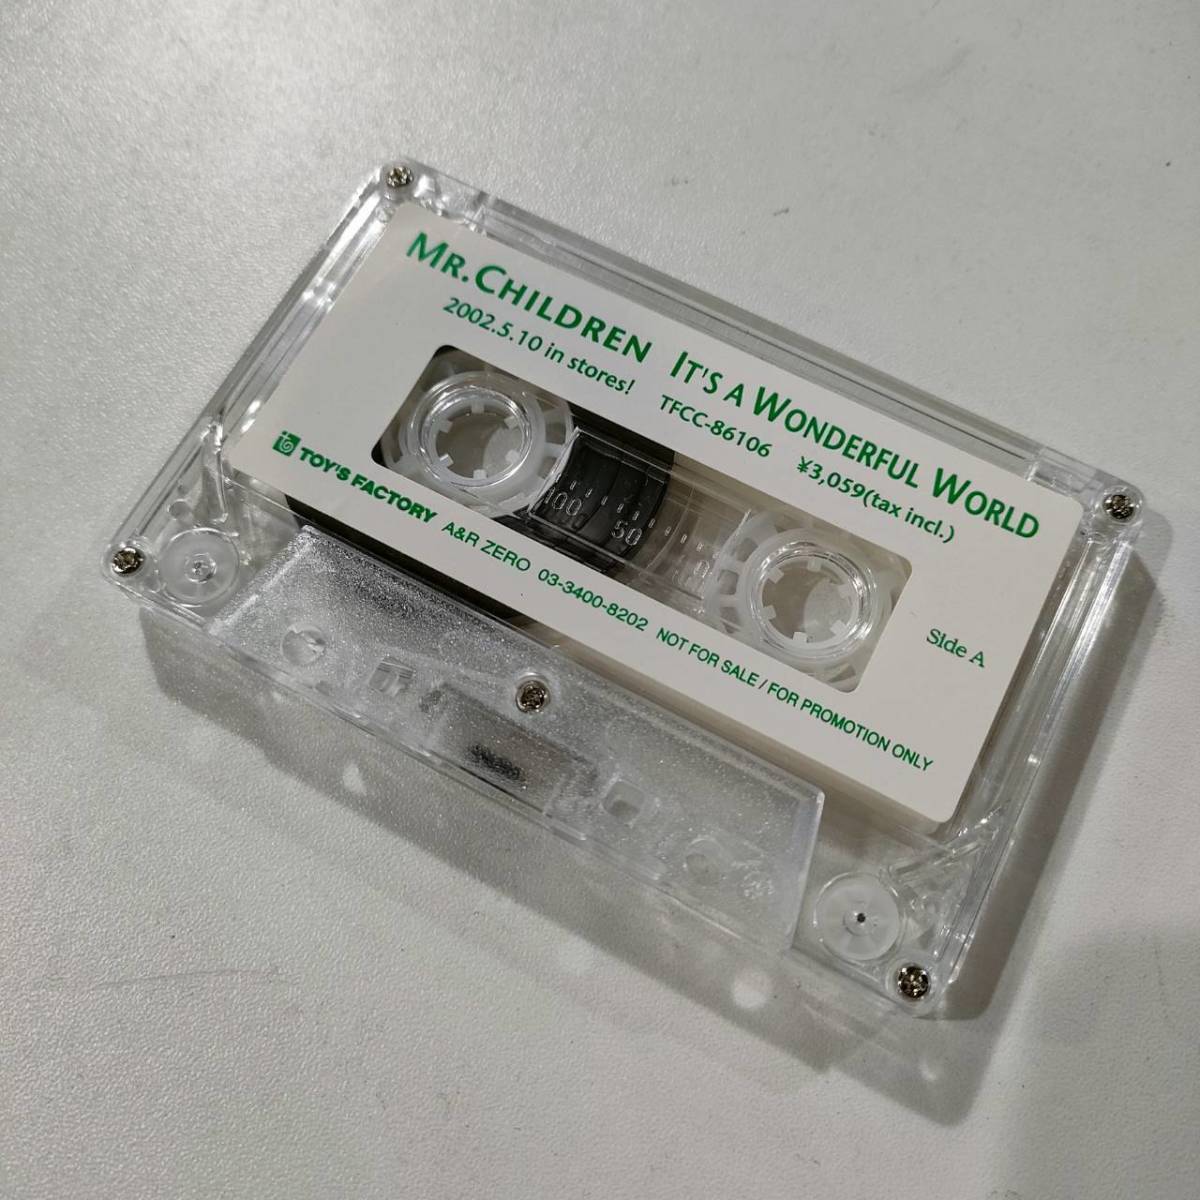 MR.CHILDREN IT'S A WONDERFUL WORLD
2002.5.10 in stores! TFCC-86106 ¥3,059(tax incl.)
100 50 0
Side A
TOY'S FACTORY A&R ZERO 03-3400-8202 NOT FOR SALE / FOR PROMOTION ONLY